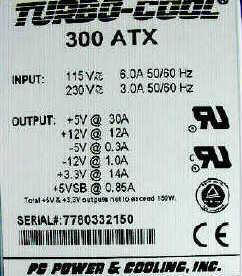 TURBO-COOL®
300 ATX
INPUT: 115V≂ 6.0A 50/60 Hz
230V≂ 3.0A 50/60 Hz
OUTPUT: +5V @ 30A
+12V @ 12A
-5V @ 0.3A
-12V @ 1.0A
+3.3V @ 14A
+5VSB @ 0.85A
Total +5V & +3.3V outputs not to exceed 150W.
SERIAL#:7780332150
PC POWER & COOLING, INC.